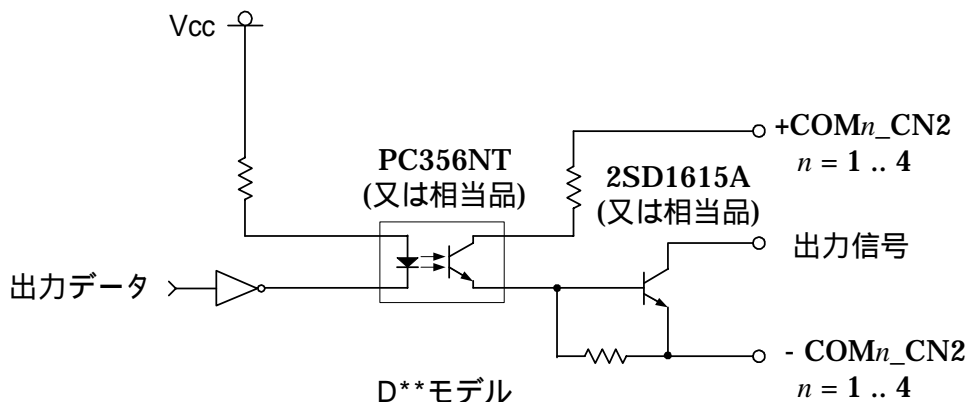 Vcc
+COMn_CN2
n = 1 .. 4
PC356NT
(又は相当品)
2SD1615A
(又は相当品)
出力信号
出力データ
- COMn_CN2
n = 1 .. 4
D**モデル